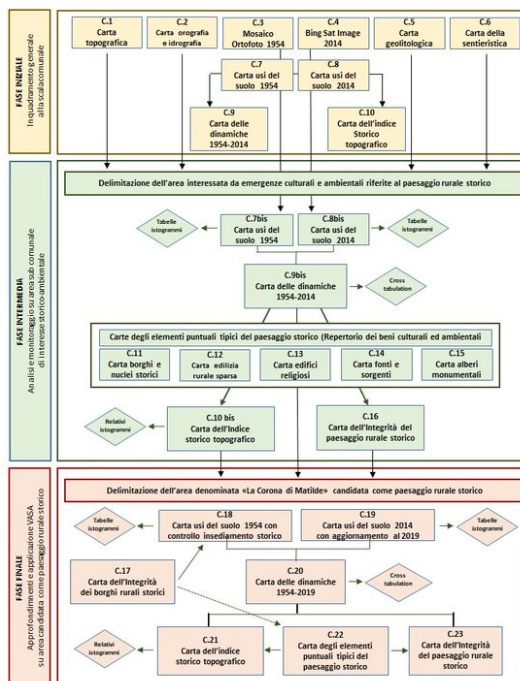 FASE INIZIALE
Inquadramento generale
alla scala comunale
C.1
Carta
topografica
C.2
Carta orografia
e idrografia
C.3
Mosaico
Ortofoto 1954
C.4
Bing Sat Image
2014
C.5
Carta
geolitologica
C.6
Carta della
sentieristica
C.7
Carta usi del
suolo 1954
C.8
Carta usi del
suolo 2014
C.9
Carta delle
dinamiche
1954-2014
C.10
Carta dell'indice
Storico
topografico
FASE INTERMEDIA
Analisi e monitoraggio su area sub comunale
di interesse storico-ambientale
Delimitazione dell'area interessata da emergenze culturali e ambientali riferite al paesaggio rurale storico
Tabelle
istogrammi
C.7bis
Carta usi del
suolo 1954
C.8bis
Carta usi del
suolo 2014
Tabelle
istogrammi
C.9bis
Carta delle dinamiche
1954-2014
Cross
tabulation
Carte degli elementi puntuali tipici del paesaggio storico (Repertorio dei beni culturali ed ambientali
C.11
Carta borghi e
nuclei storici
C.12
Carta edilizia
rurale sparsa
C.13
Carta edifici
religiosi
C.14
Carta fonti e
sorgenti
C.15
Carta alberi
monumentali
Relativi
istogrammi
C.10 bis
Carta dell'Indice
storico topografico
C.16
Carta dell'Integrità del
paesaggio rurale storico
FASE FINALE
Approfondimenti e applicazione VASA
su area candidata come paesaggio rurale storico
Delimitazione dell'area denominata «La Corona di Matilde» candidata come paesaggio rurale storico
Tabelle
istogrammi
C.18
Carta usi del suolo 1954 con
controllo insediamento storico
C.19
Carta usi del suolo 2014
con aggiornamento al 2019
Tabelle
istogrammi
C.17
Carta dell'Integrità
dei borghi rurali storici
C.20
Carta delle dinamiche
1954-2019
Cross
tabulation
Relativi
istogrammi
C.21
Carta dell'indice
storico topografico
C.22
Carta degli elementi
puntuali tipici del
paesaggio storico
C.23
Carta dell'Integrità
del paesaggio rurale
storico